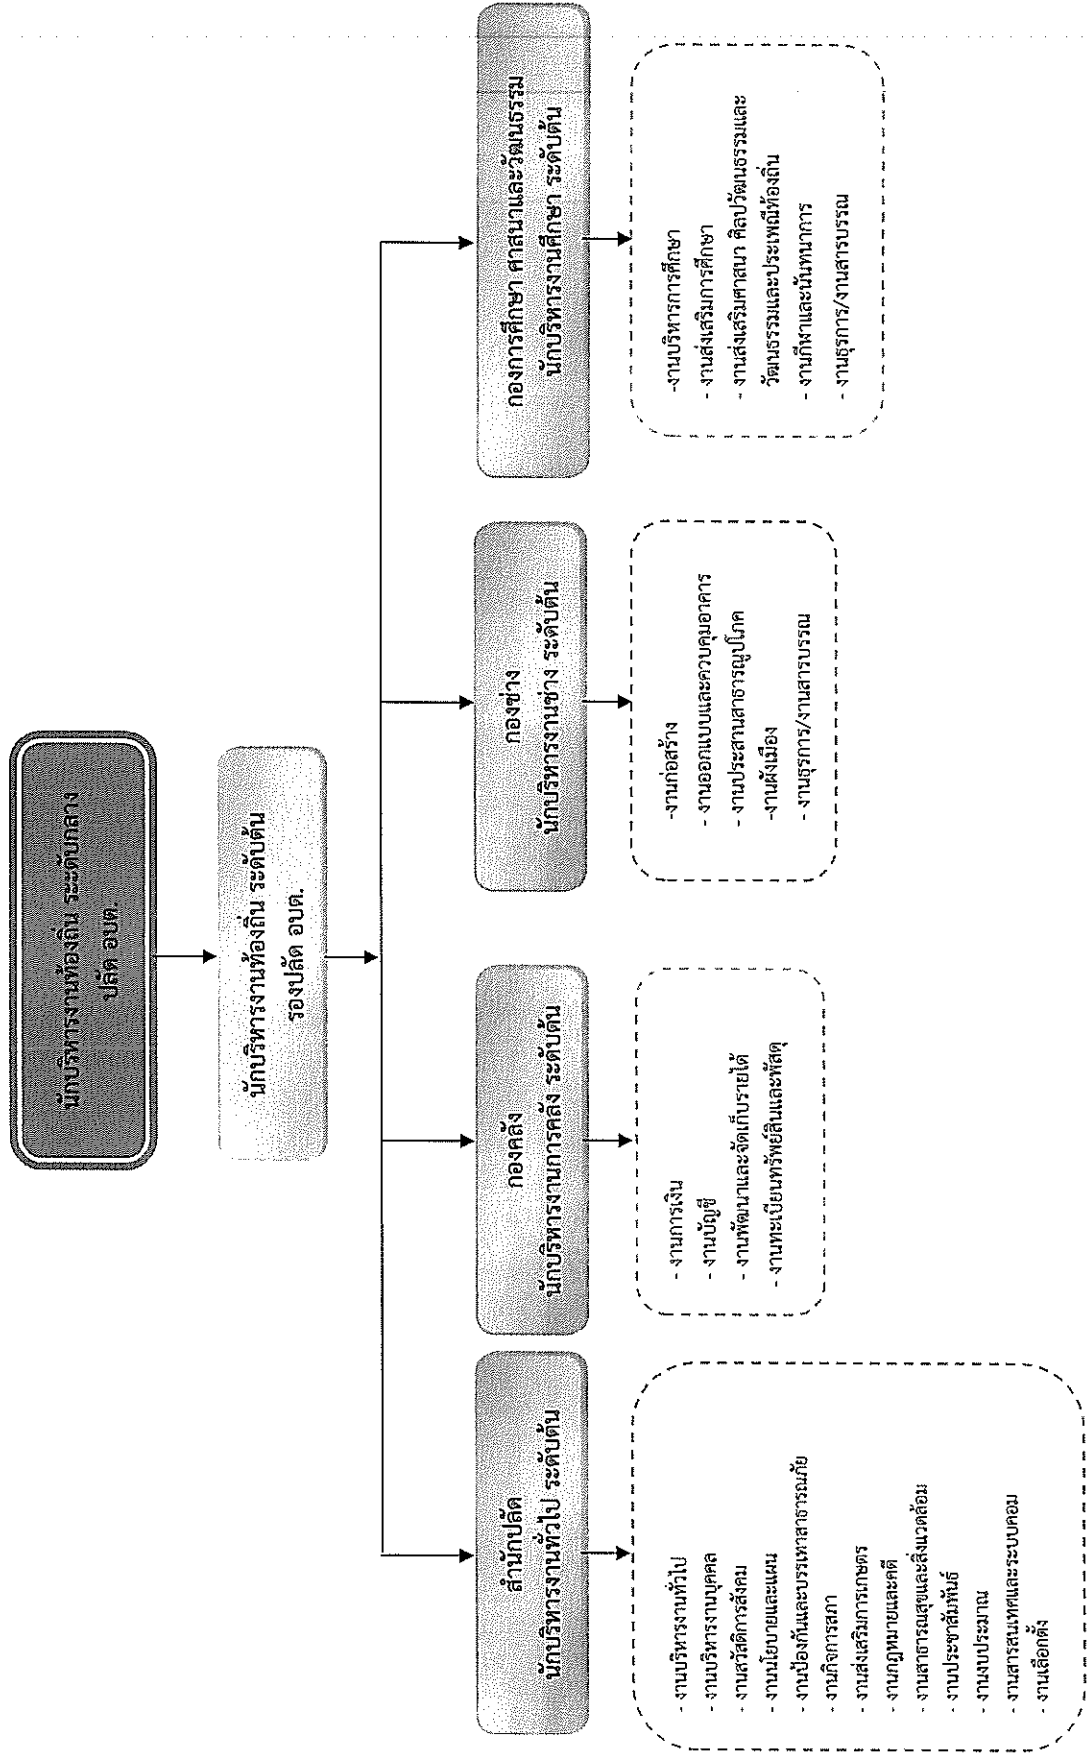 นักบริหารงานท้องถิ่น ระะดับกลาง
ปลัด อบต.
นักบริหารงานท้องถิ่น ระดับต้น
รองปลัด อบต.
สำนักปลัด
นักบริหารงานทั่วไป ระดับต้น
- งานบริหารงานทั่วไป
- งานบริหารงานบุคคล
- งานสวัสดิการสังคม
- งานนโยบายและแผน
- งานป้องกันและบรรเทาสาธารณภัย
- งานกิจการสภา
- งานส่งเสริมการเกษตร
- งานกฎหมายและคดี
- งานสาธารณสุขและสิ่งแวดล้อม
- งานประชาสัมพันธ์
- งานงบประมาณ
- งานสารสนเทศและระบบคอม
- งานเลือกตั้ง
กองคลัง
นักบริหารงานการคลัง ระดับต้น
- งานการเงิน
- งานบัญชี
- งานพัฒนาและจัดเก็บรายได้
- งานทะเบียนทรัพย์สินและพัสดุ
กองช่าง
นักบริหารงานช่าง ระดับต้น
-งานก่อสร้าง
- งานออกแบบและควบคุมอาคาร
- งานประสานสาธารณูปโภค
-งานผังเมือง
- งานธุรการ/งานสารบรรณ
กองการศึกษา ศาสนาและวัฒนธรรม
นักบริหารงานศึกษา ระดับต้น
-งานบริหารการศึกษา
- งานส่งเสริมการศึกษา
- งานส่งเสริมศาสนา ศิลปวัฒนธรรมและ
วัฒนธรรมและประเพณีท้องถิ่น
- งานกีฬาและนันทนาการ
- งานธุรการ/งานสารบรรณ